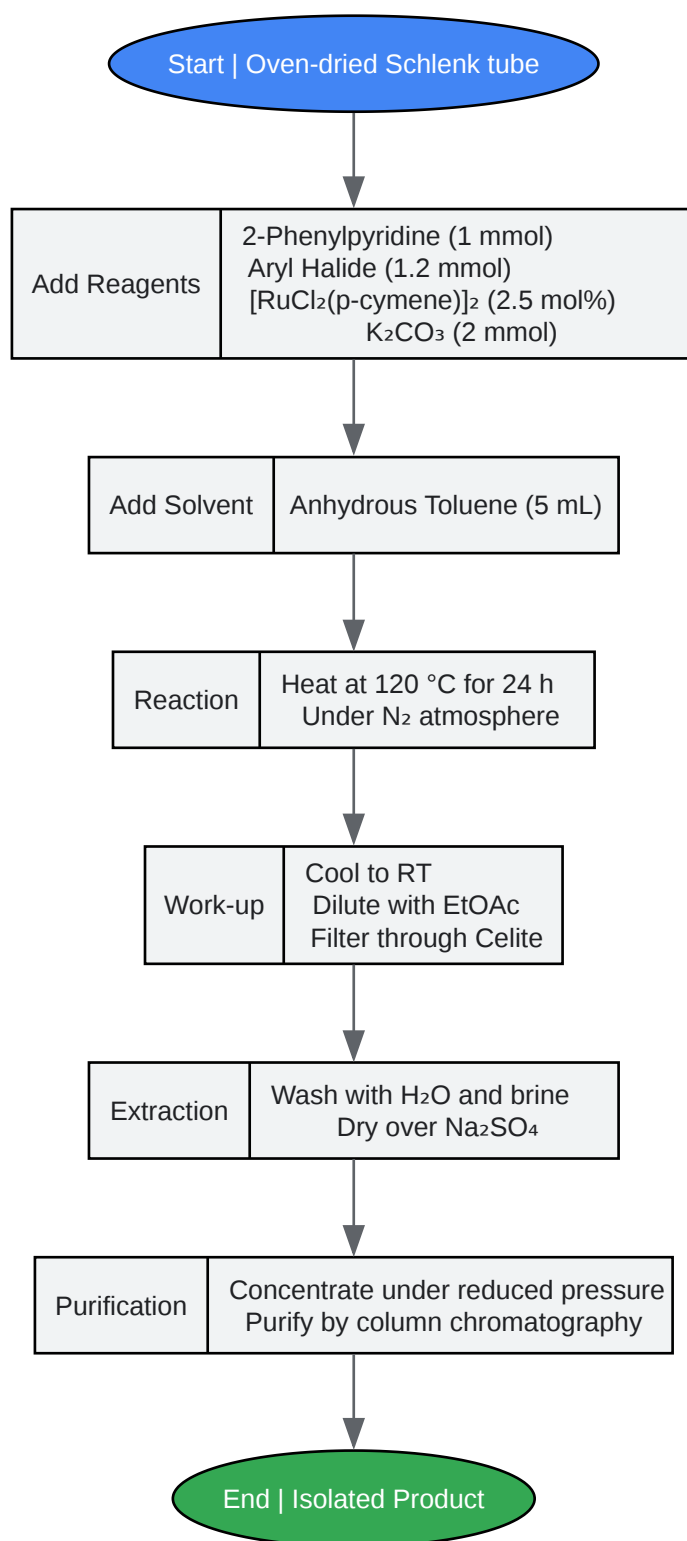 Start | Oven-dried Schlenk tube
Add Reagents
2-Phenylpyridine (1 mmol)
Aryl Halide (1.2 mmol)
[RuCl₂(p-cymene)]₂ (2.5 mol%)
K₂CO₃ (2 mmol)
Add Solvent
Anhydrous Toluene (5 mL)
Reaction
Heat at 120 °C for 24 h
Under N₂ atmosphere
Work-up
Cool to RT
Dilute with EtOAc
Filter through Celite
Extraction
Wash with H₂O and brine
Dry over Na₂SO₄
Purification
Concentrate under reduced pressure
Purify by column chromatography
End | Isolated Product